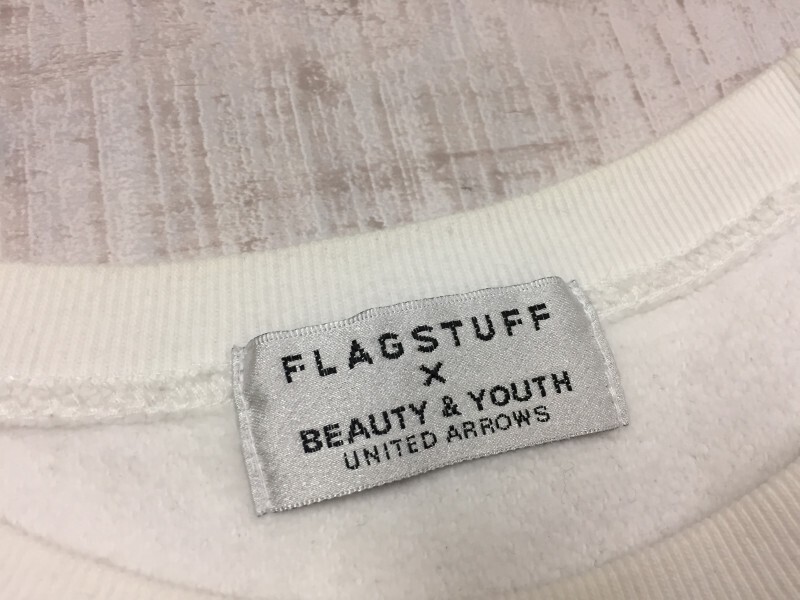 FLAGSTUFF
×
BEAUTY & YOUTH
UNITED ARROWS